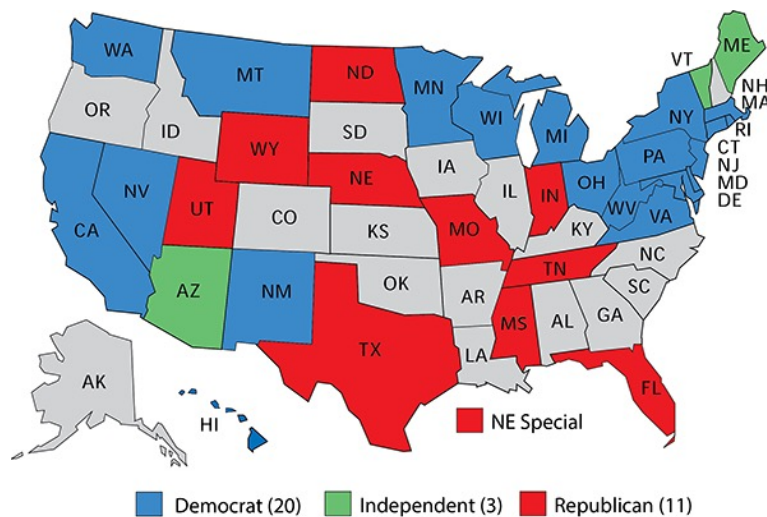 WA
MT
ND
MN
VT
ME
OR
ID
SD
WI
MI
NY
NH
MA
RI
WY
IA
PA
CT
NV
UT
NE
IL
IN
OH
NJ
CA
CO
KS
MO
KY
WV
VA
MD
DE
AZ
NM
OK
AR
TN
NC
SC
TX
LA
MS
AL
GA
AK
FL
HI
NE Special
Democrat (20) Independent (3) Republican (11)